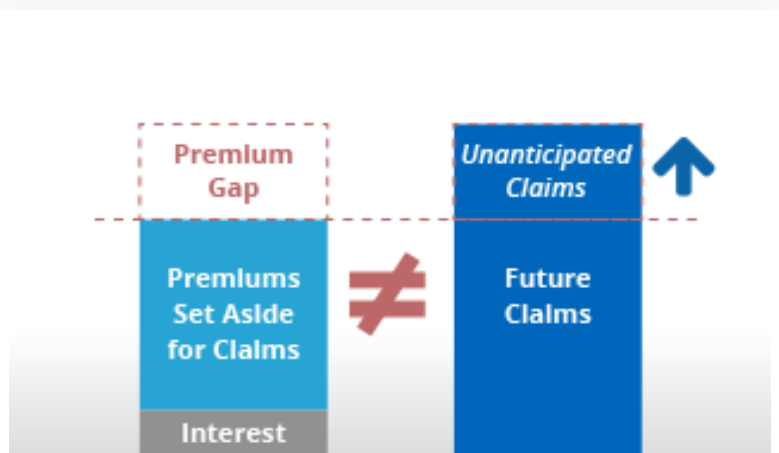 Premium
Gap
Unanticipated
Claims
Premiums
Set Aside
for Claims
≠
Future
Claims
Interest